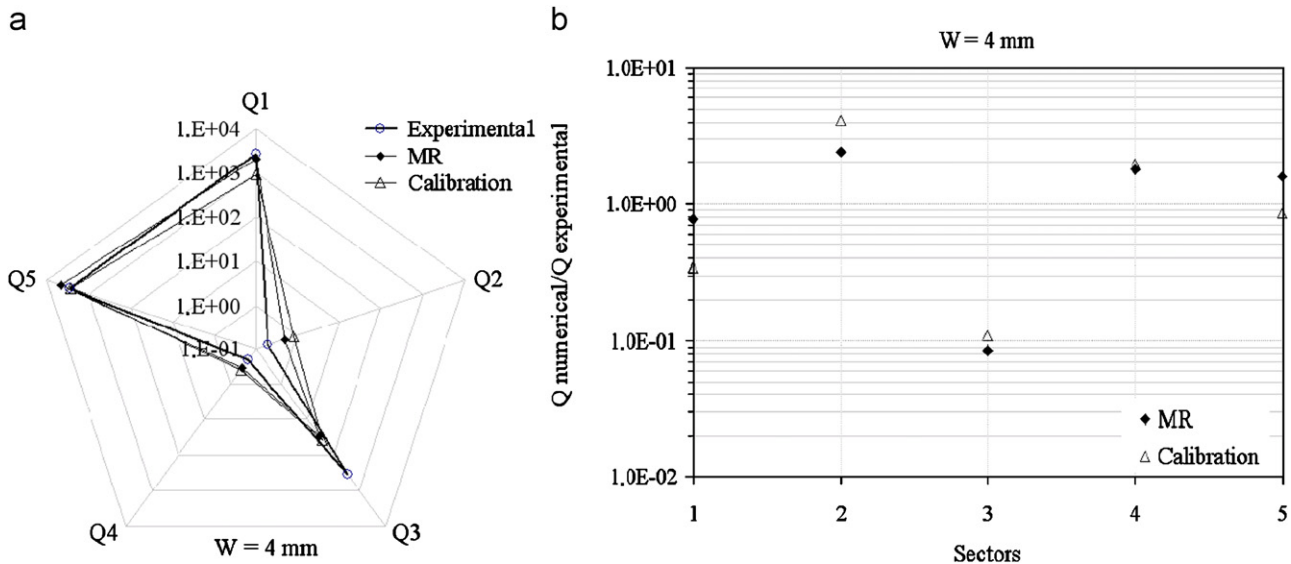 a
Q1
1.E+04
1.E+03
1.E+02
1.E+01
1.E+00
1.E-01
Experimental
MR
Calibration
Q5
Q2
Q4
Q3
W = 4 mm
b
W = 4 mm
Q numerical/Q experimental
1.0E+01
1.0E+00
1.0E-01
1.0E-02
MR
Calibration
1 2 3 4 5
Sectors